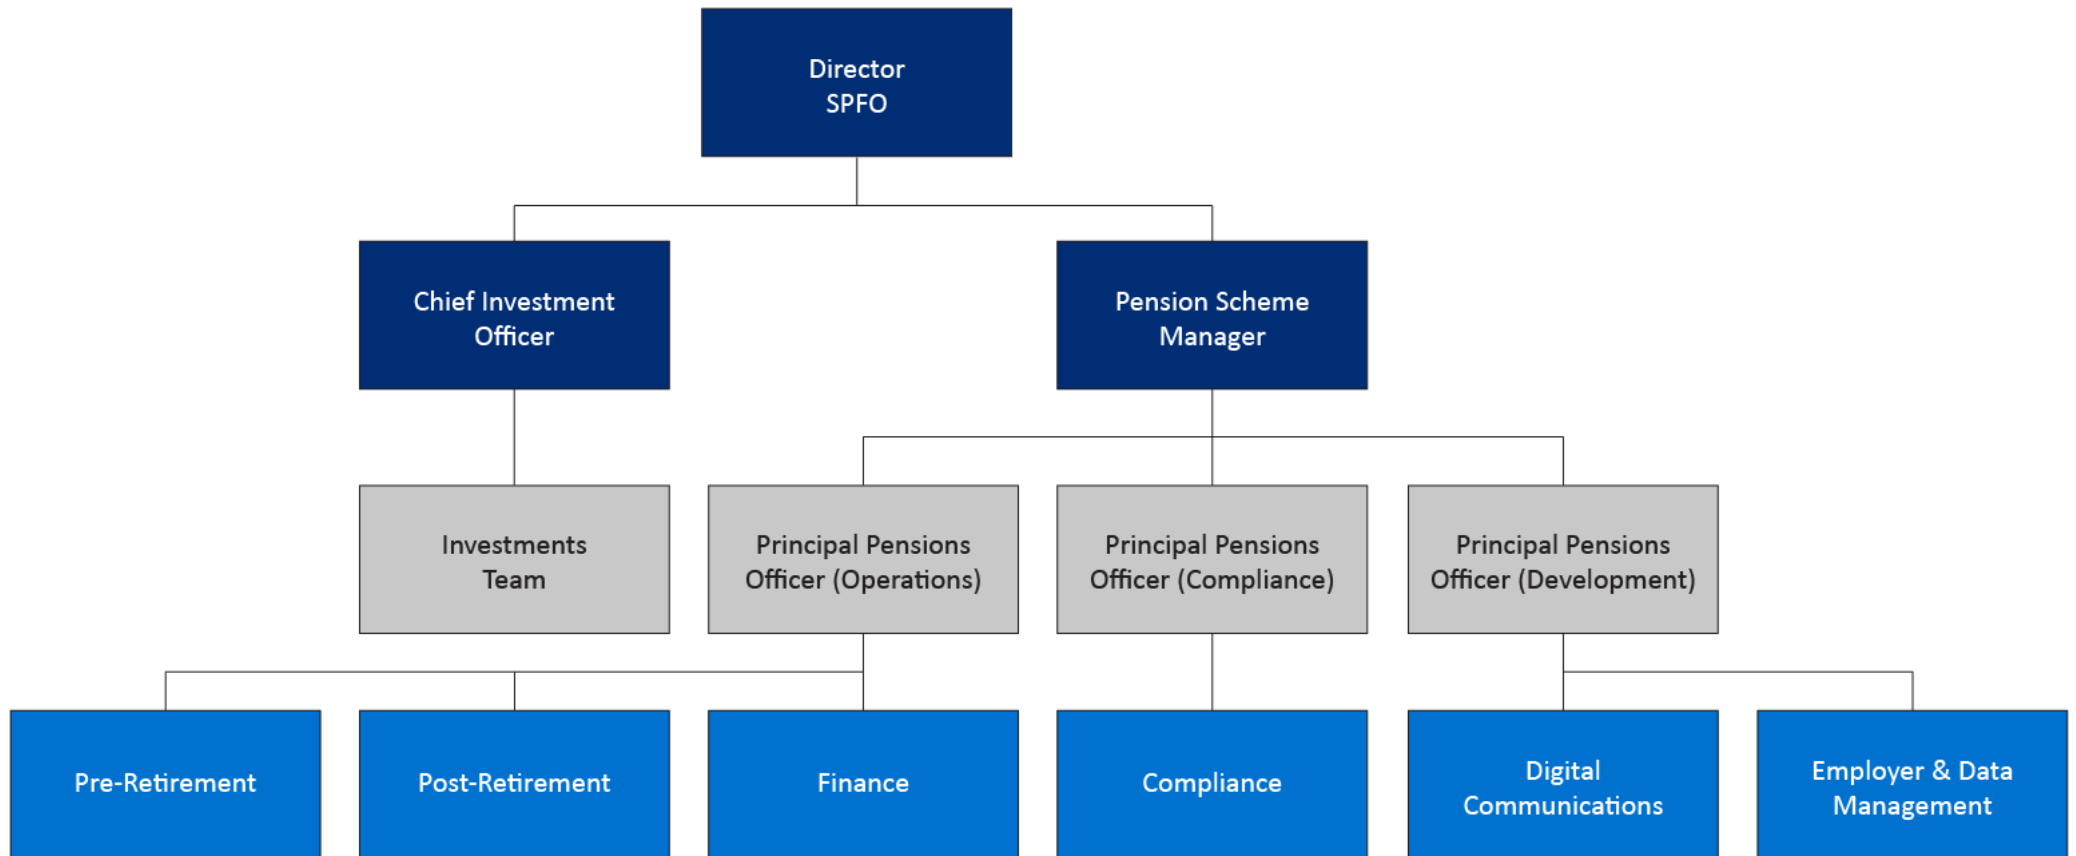 Director
SPFO
Chief Investment
Officer
Pension Scheme
Manager
Investments
Team
Principal Pensions
Officer (Operations)
Principal Pensions
Officer (Compliance)
Principal Pensions
Officer (Development)
Pre-Retirement
Post-Retirement
Finance
Compliance
Digital
Communications
Employer & Data
Management